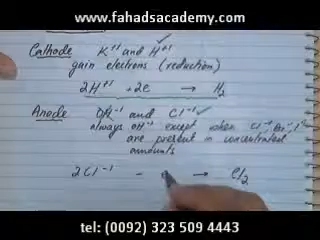 www.fahadsacademy.com
Cathode K⁺¹ and H⁺¹ ✓
gain electrons (reduction)
2H⁺¹ +2e → H₂
Anode OH⁻¹ and Cl⁻¹ ✓
always OH⁻¹ except when Cl⁻¹, Br⁻¹, I⁻¹
are present in concentrated
amounts
2Cl⁻¹ - → Cl₂
tel: (0092) 323 509 4443